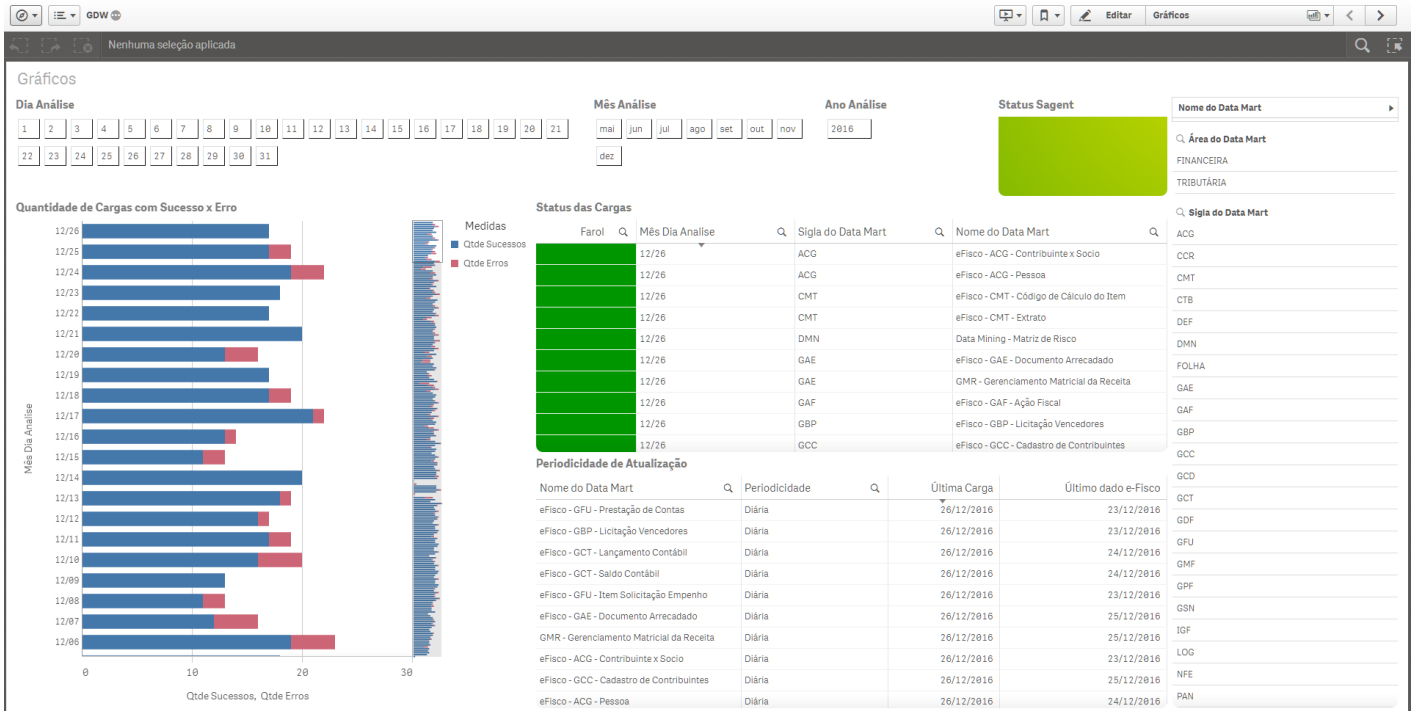 GDW
Editar
Gráficos
Nenhuma seleção aplicada
Gráficos
Dia Análise
1 2 3 4 5 6 7 8 9 10 11 12 13 14 15 16 17 18 19 20 21
22 23 24 25 26 27 28 29 30 31
Mês Análise
mai jun jul ago set out nov
dez
Ano Análise
2016
Status Sagent
Quantidade de Cargas com Sucesso x Erro
Mês Dia Analise
12/26
12/25
12/24
12/23
12/22
12/21
12/20
12/19
12/18
12/17
12/16
12/15
12/14
12/13
12/12
12/11
12/10
12/09
12/08
12/07
12/06
0 10 20 30
Qtde Sucessos, Qtde Erros
Medidas
Qtde Sucessos
Qtde Erros
Status das Cargas
Farol Mês Dia Analise Sigla do Data Mart Nome do Data Mart
12/26 ACG eFisco - ACG - Contribuinte x Socio
12/26 ACG eFisco - ACG - Pessoa
12/26 CMT eFisco - CMT - Código de Cálculo do Item
12/26 CMT eFisco - CMT - Extrato
12/26 DMN Data Mining - Matriz de Risco
12/26 GAE eFisco - GAE - Documento Arrecadado
12/26 GAE GMR - Gerenciamento Matricial da Receita
12/26 GAF eFisco - GAF - Ação Fiscal
12/26 GBP eFisco - GBP - Licitação Vencedores
12/26 GCC eFisco - GCC - Cadastro de Contribuintes
Periodicidade de Atualização
Nome do Data Mart Periodicidade Última Carga Último dado e-Fisco
eFisco - GFU - Prestação de Contas Diária 26/12/2016 23/12/2016
eFisco - GBP - Licitação Vencedores Diária 26/12/2016 23/12/2016
eFisco - GCT - Lançamento Contábil Diária 26/12/2016 24/12/2016
eFisco - GCT - Saldo Contábil Diária 26/12/2016 24/12/2016
eFisco - GFU - Item Solicitação Empenho Diária 26/12/2016 23/12/2016
eFisco - GAE - Documento Arrecadado Diária 26/12/2016 25/12/2016
GMR - Gerenciamento Matricial da Receita Diária 26/12/2016 25/12/2016
eFisco - ACG - Contribuinte x Socio Diária 26/12/2016 23/12/2016
eFisco - GCC - Cadastro de Contribuintes Diária 26/12/2016 25/12/2016
eFisco - ACG - Pessoa Diária 26/12/2016 24/12/2016
Nome do Data Mart
Área do Data Mart
FINANCEIRA
TRIBUTÁRIA
Sigla do Data Mart
ACG
CCR
CMT
CTB
DEF
DMN
FOLHA
GAE
GAF
GBP
GCC
GCD
GCT
GDF
GFU
GMF
GPF
GSN
IGF
LOG
NFE
PAN